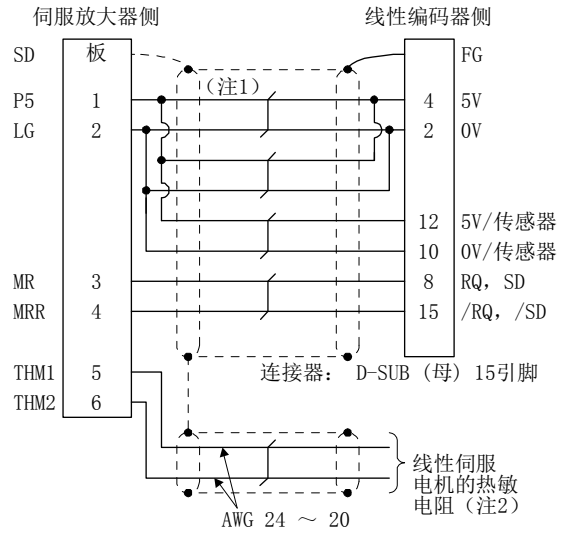 伺服放大器侧 线性编码器侧
SD 板 FG
(注1)
P5 1 4 5V
LG 2 2 0V
12 5V/传感器
10 0V/传感器
MR 3 8 RQ, SD
MRR 4 15 /RQ, /SD
THM1 5 连接器： D-SUB (母) 15引脚
THM2 6
线性伺服
电机的热敏
电阻(注2)
AWG 24 ～ 20